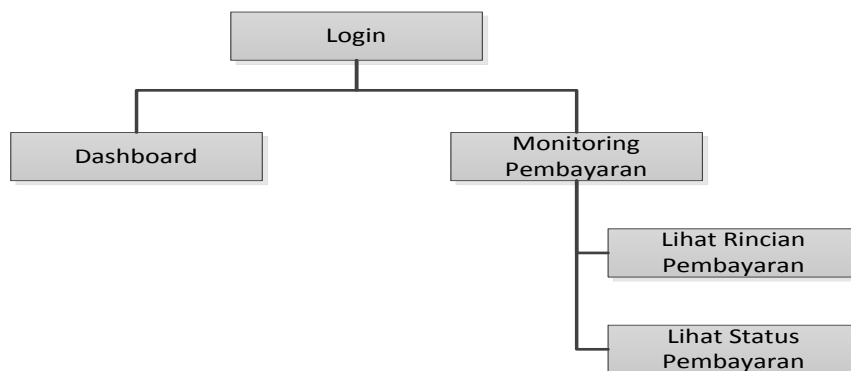 Login
Dashboard
Monitoring
Pembayaran
Lihat Rincian
Pembayaran
Lihat Status
Pembayaran